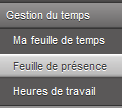 Gestion du temps
Ma feuille de temps
Feuille de présence
Heures de travail